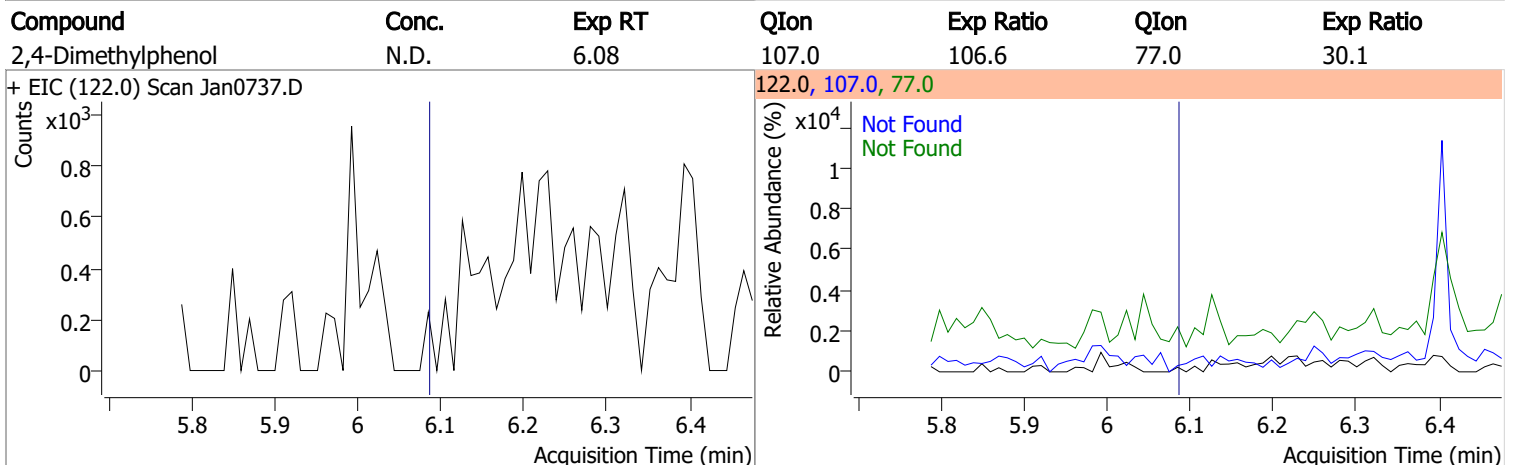 Compound Conc. Exp RT QIon Exp Ratio QIon Exp Ratio
2,4-Dimethylphenol N.D. 6.08 107.0 106.6 77.0 30.1
+ EIC (122.0) Scan Jan0737.D
Counts
x10³
0.8
0.6
0.4
0.2
0
5.8 5.9 6 6.1 6.2 6.3 6.4
Acquisition Time (min)
122.0, 107.0, 77.0
Relative Abundance (%)
x10⁴
Not Found
Not Found
1
0.8
0.6
0.4
0.2
0
5.8 5.9 6 6.1 6.2 6.3 6.4
Acquisition Time (min)